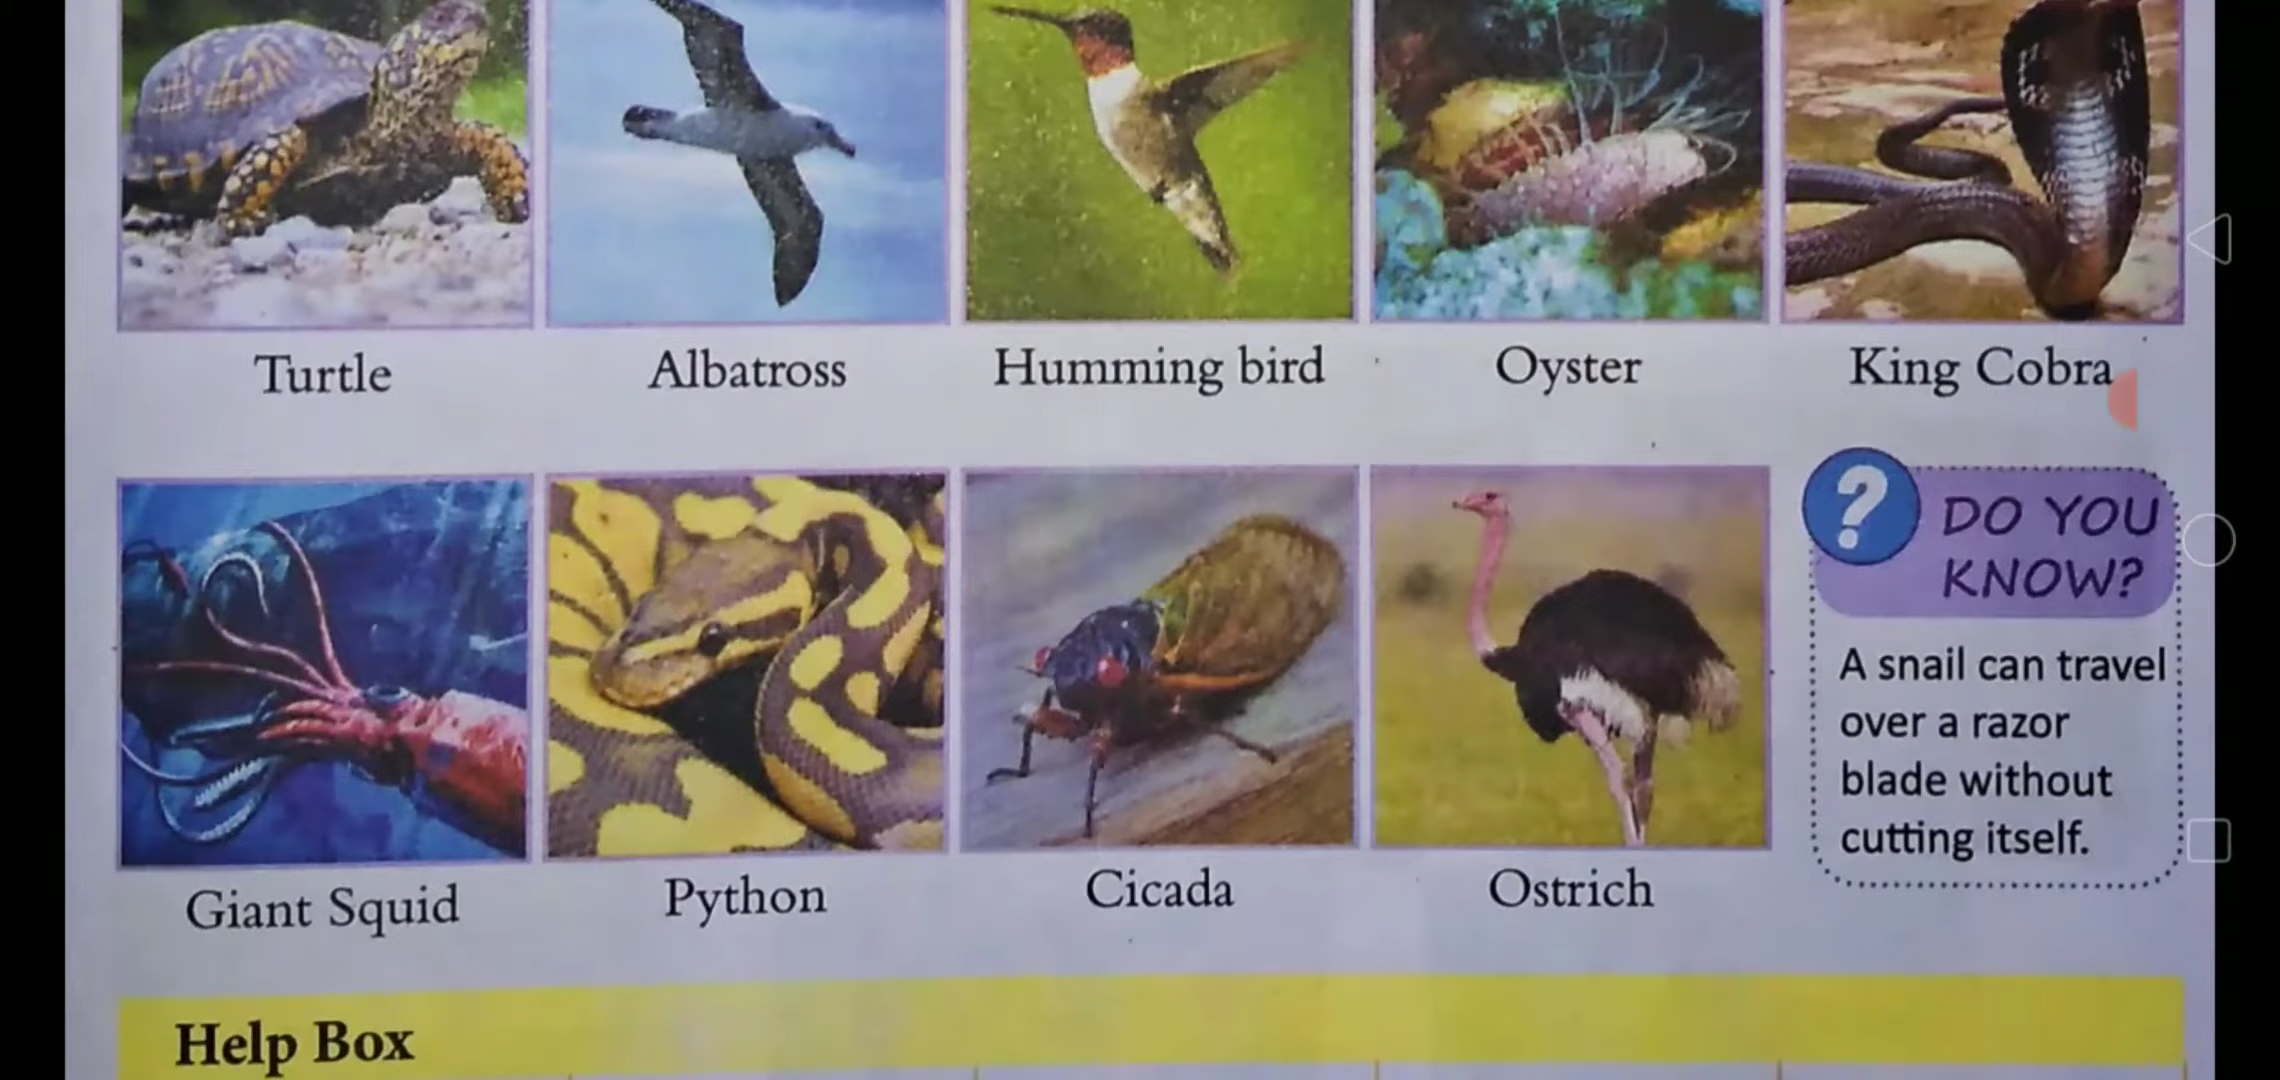 Turtle
Albatross
Humming bird
Oyster
King Cobra
?
DO YOU
KNOW?
A snail can travel
over a razor
blade without
cutting itself.
Giant Squid
Python
Cicada
Ostrich
Help Box